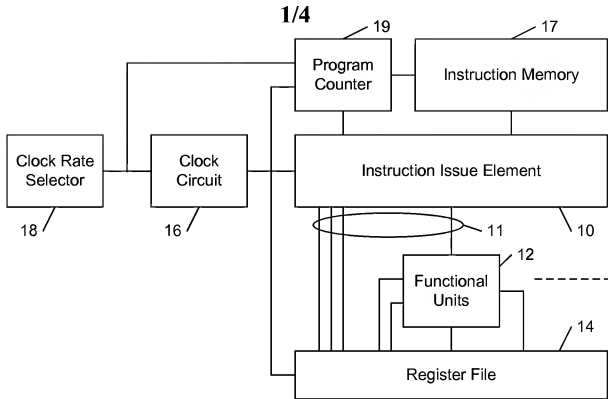 1/4
19
17
Program
Counter
Instruction Memory
Clock Rate
Selector
Clock
Circuit
Instruction Issue Element
18
16
11
10
12
Functional
Units
14
Register File